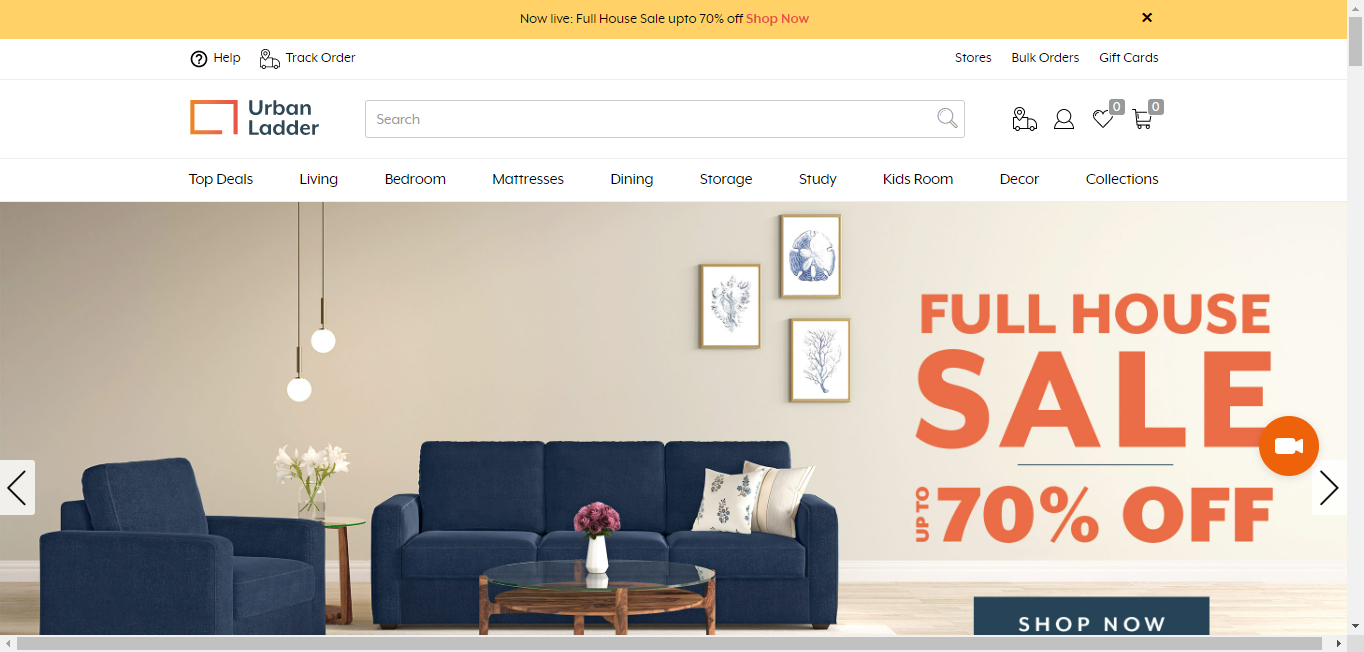 Now live: Full House Sale upto 70% off Shop Now
Help Track Order Stores Bulk Orders Gift Cards
Urban
Ladder
Search
0 0
Top Deals Living Bedroom Mattresses Dining Storage Study Kids Room Decor Collections
FULL HOUSE
SALE
UP TO 70% OFF
SHOP NOW